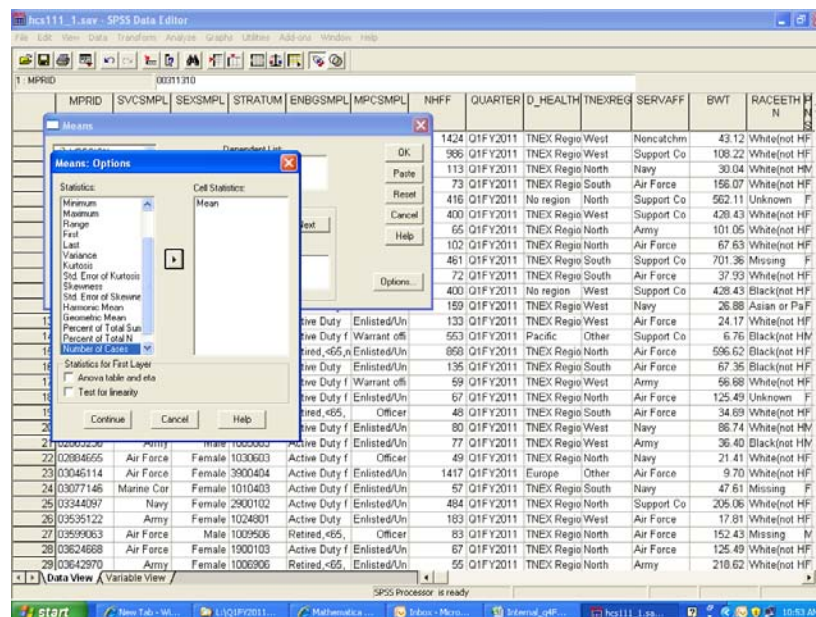 hcs111_1.sav - SPSS Data Editor
File Edit View Data Transform Analyze Graphs Utilities Add-ons Window Help
1 : MPRID 00311310
MPRID SVCSMPL SEXSMPL STRATUM ENBGSMPL MPCSMPL NHFF QUARTER D_HEALTH TNEXREG SERVAFF BWT RACEETH
N
Means
Dependent List:
OK
Paste
Reset
Cancel
Help
Next
Options...
Means: Options
Statistics:
Minimum
Maximum
Range
First
Last
Variance
Kurtosis
Std. Error of Kurtosis
Skewness
Std. Error of Skewne
Harmonic Mean
Geometric Mean
Percent of Total Sum
Percent of Total N
Number of Cases
Cell Statistics:
Mean
Statistics for First Layer
Anova table and eta
Test for linearity
Continue Cancel Help
1424 Q1FY2011 TNEX Regio West Noncatchm 43.12 White(not H F
986 Q1FY2011 TNEX Regio West Support Co 108.22 White(not H F
113 Q1FY2011 TNEX Regio North Navy 30.04 White(not H M
73 Q1FY2011 TNEX Regio South Air Force 156.07 White(not H F
416 Q1FY2011 No region North Support Co 562.11 Unknown F
400 Q1FY2011 TNEX Regio West Support Co 428.43 White(not H F
65 Q1FY2011 TNEX Regio North Army 101.05 White(not H F
102 Q1FY2011 TNEX Regio North Air Force 67.63 White(not H F
461 Q1FY2011 TNEX Regio South Support Co 701.36 Missing F
72 Q1FY2011 TNEX Regio South Air Force 37.93 White(not H F
400 Q1FY2011 No region West Support Co 428.43 Black(not H F
159 Q1FY2011 TNEX Regio West Navy 26.88 Asian or Pa F
ctive Duty Enlisted/Un 133 Q1FY2011 TNEX Regio West Air Force 24.17 White(not H F
ctive Duty f Warrant offi 553 Q1FY2011 Pacific Other Support Co 6.76 Black(not H M
tired,<65,n Enlisted/Un 858 Q1FY2011 TNEX Regio North Air Force 596.62 Black(not H F
ctive Duty Enlisted/Un 135 Q1FY2011 TNEX Regio South Air Force 67.35 Black(not H F
ctive Duty f Warrant offi 59 Q1FY2011 TNEX Regio West Army 56.68 White(not H F
ctive Duty f Enlisted/Un 67 Q1FY2011 TNEX Regio North Air Force 125.49 Unknown F
tired,<65, Officer 48 Q1FY2011 TNEX Regio South Air Force 34.69 White(not H F
ctive Duty f Enlisted/Un 80 Q1FY2011 TNEX Regio West Navy 86.74 White(not H M
Male Active Duty f Enlisted/Un 77 Q1FY2011 TNEX Regio West Army 36.40 Black(not H M
22 02884655 Air Force Female 1030603 Active Duty f Officer 49 Q1FY2011 TNEX Regio North Navy 21.41 White(not H F
23 03046114 Air Force Female 3900404 Active Duty f Enlisted/Un 1417 Q1FY2011 Europe Other Air Force 9.70 White(not H F
24 03077146 Marine Cor Female 1010403 Active Duty f Enlisted/Un 57 Q1FY2011 TNEX Regio South Navy 47.61 Missing F
25 03344097 Navy Female 2900102 Active Duty f Enlisted/Un 484 Q1FY2011 TNEX Regio North Support Co 205.06 White(not H F
26 03535122 Army Female 1024801 Active Duty f Enlisted/Un 183 Q1FY2011 TNEX Regio West Air Force 17.81 White(not H F
27 03599063 Air Force Male 1009506 Retired,<65, Officer 83 Q1FY2011 TNEX Regio North Air Force 152.43 Missing M
28 03624668 Air Force Female 1900103 Active Duty f Enlisted/Un 67 Q1FY2011 TNEX Regio North Air Force 125.49 White(not H F
29 03642970 Army Female 1006906 Retired,<65, Enlisted/Un 55 Q1FY2011 TNEX Regio North Army 218.62 White(not H F
Data View Variable View
SPSS Processor is ready
start New Tab - Wi... L:\Q1FY2011... Mathematica ... Inbox - Micro... Internal_q4F... hcs111_1.sa... 10:53 AM